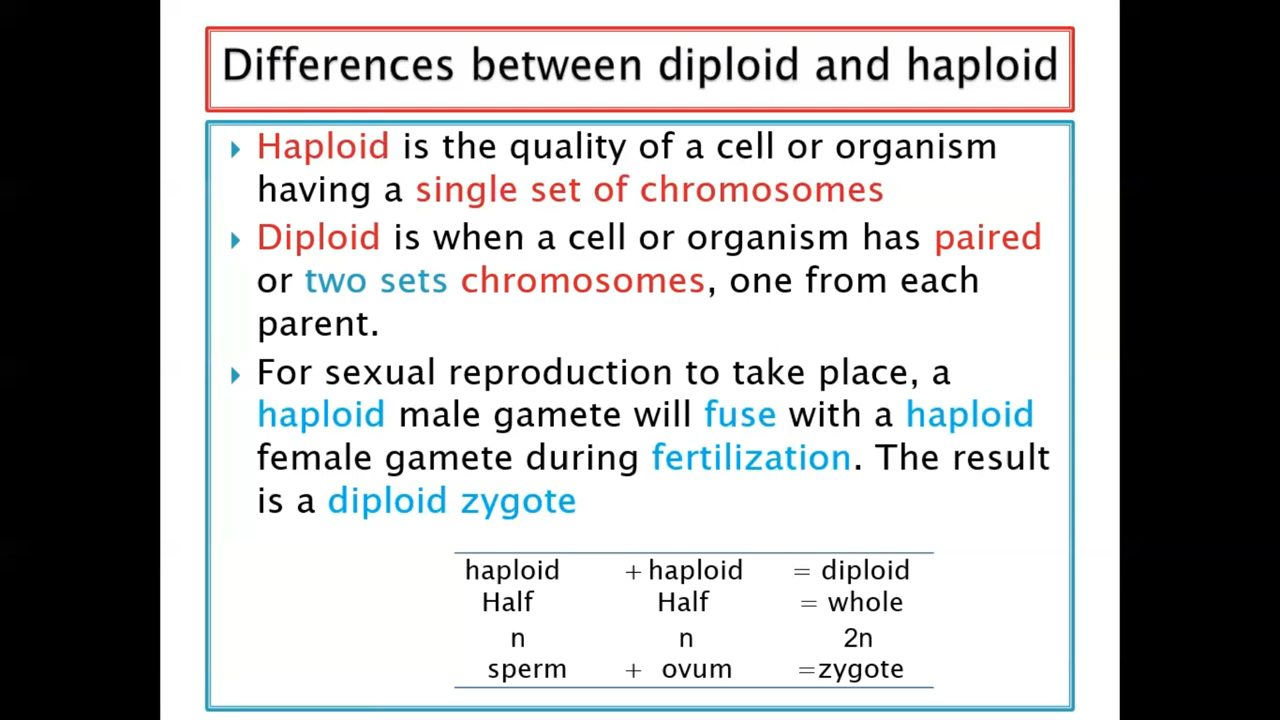 Differences between diploid and haploid
Haploid is the quality of a cell or organism
having a single set of chromosomes
Diploid is when a cell or organism has paired
or two sets chromosomes, one from each
parent.
For sexual reproduction to take place, a
haploid male gamete will fuse with a haploid
female gamete during fertilization. The result
is a diploid zygote
haploid + haploid = diploid
Half Half = whole
n n 2n
sperm + ovum =zygote